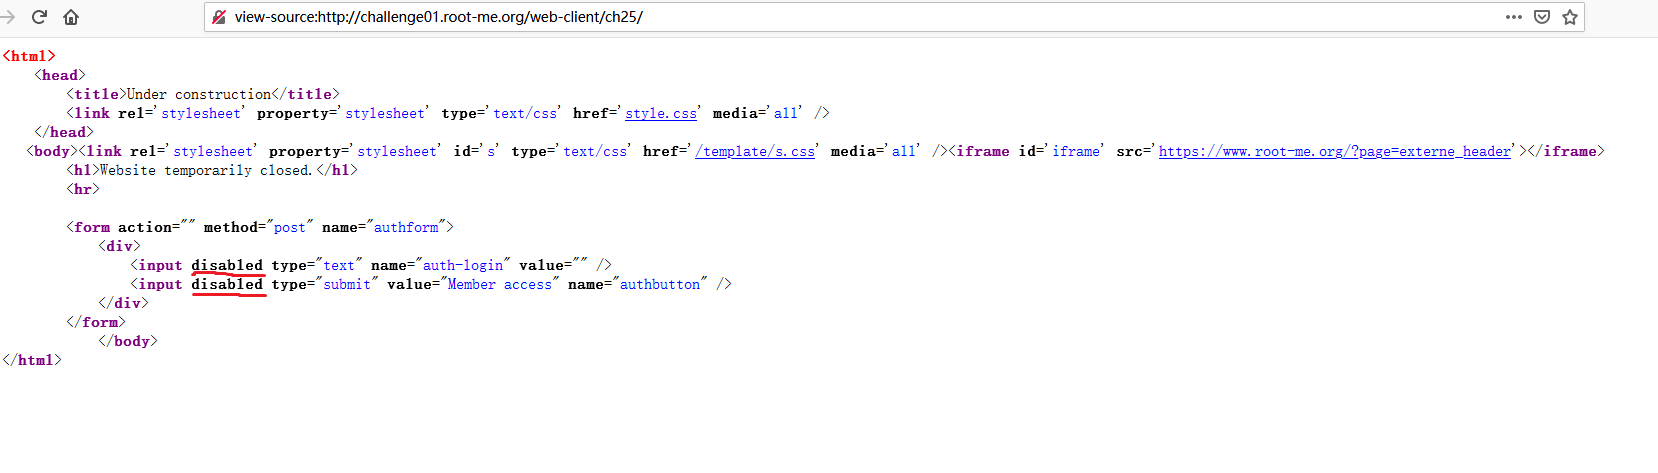 view-source:http://challenge01.root-me.org/web-client/ch25/
<html>
<head>
<title>Under construction</title>
<link rel='stylesheet' property='stylesheet' type='text/css' href='style.css' media='all' />
</head>
<body><link rel='stylesheet' property='stylesheet' id='s' type='text/css' href='/template/s.css' media='all' /><iframe id='iframe' src='https://www.root-me.org/?page=externe_header'></iframe>
<h1>Website temporarily closed.</h1>
<hr>
<form action="" method="post" name="authform">
<div>
<input disabled type="text" name="auth-login" value="" />
<input disabled type="submit" value="Member access" name="authbutton" />
</div>
</form>
</body>
</html>